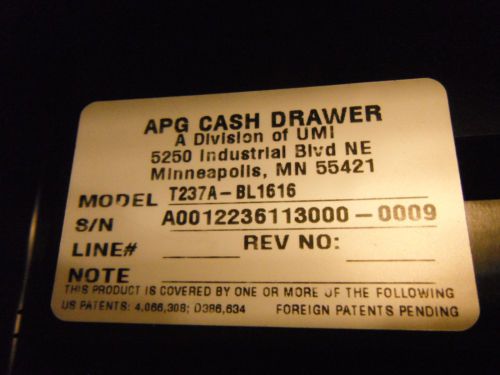 APG CASH DRAWER
A Division of UMI
5250 Industrial Blvd NE
Minneapolis, MN 55421
MODEL T237A-BL1616
S/N A0012236113000-0009
LINE# REV NO:
NOTE
THIS PRODUCT IS COVERED BY ONE OR MORE OF THE FOLLOWING
US PATENTS: 4,066,308; D386,634 FOREIGN PATENTS PENDING